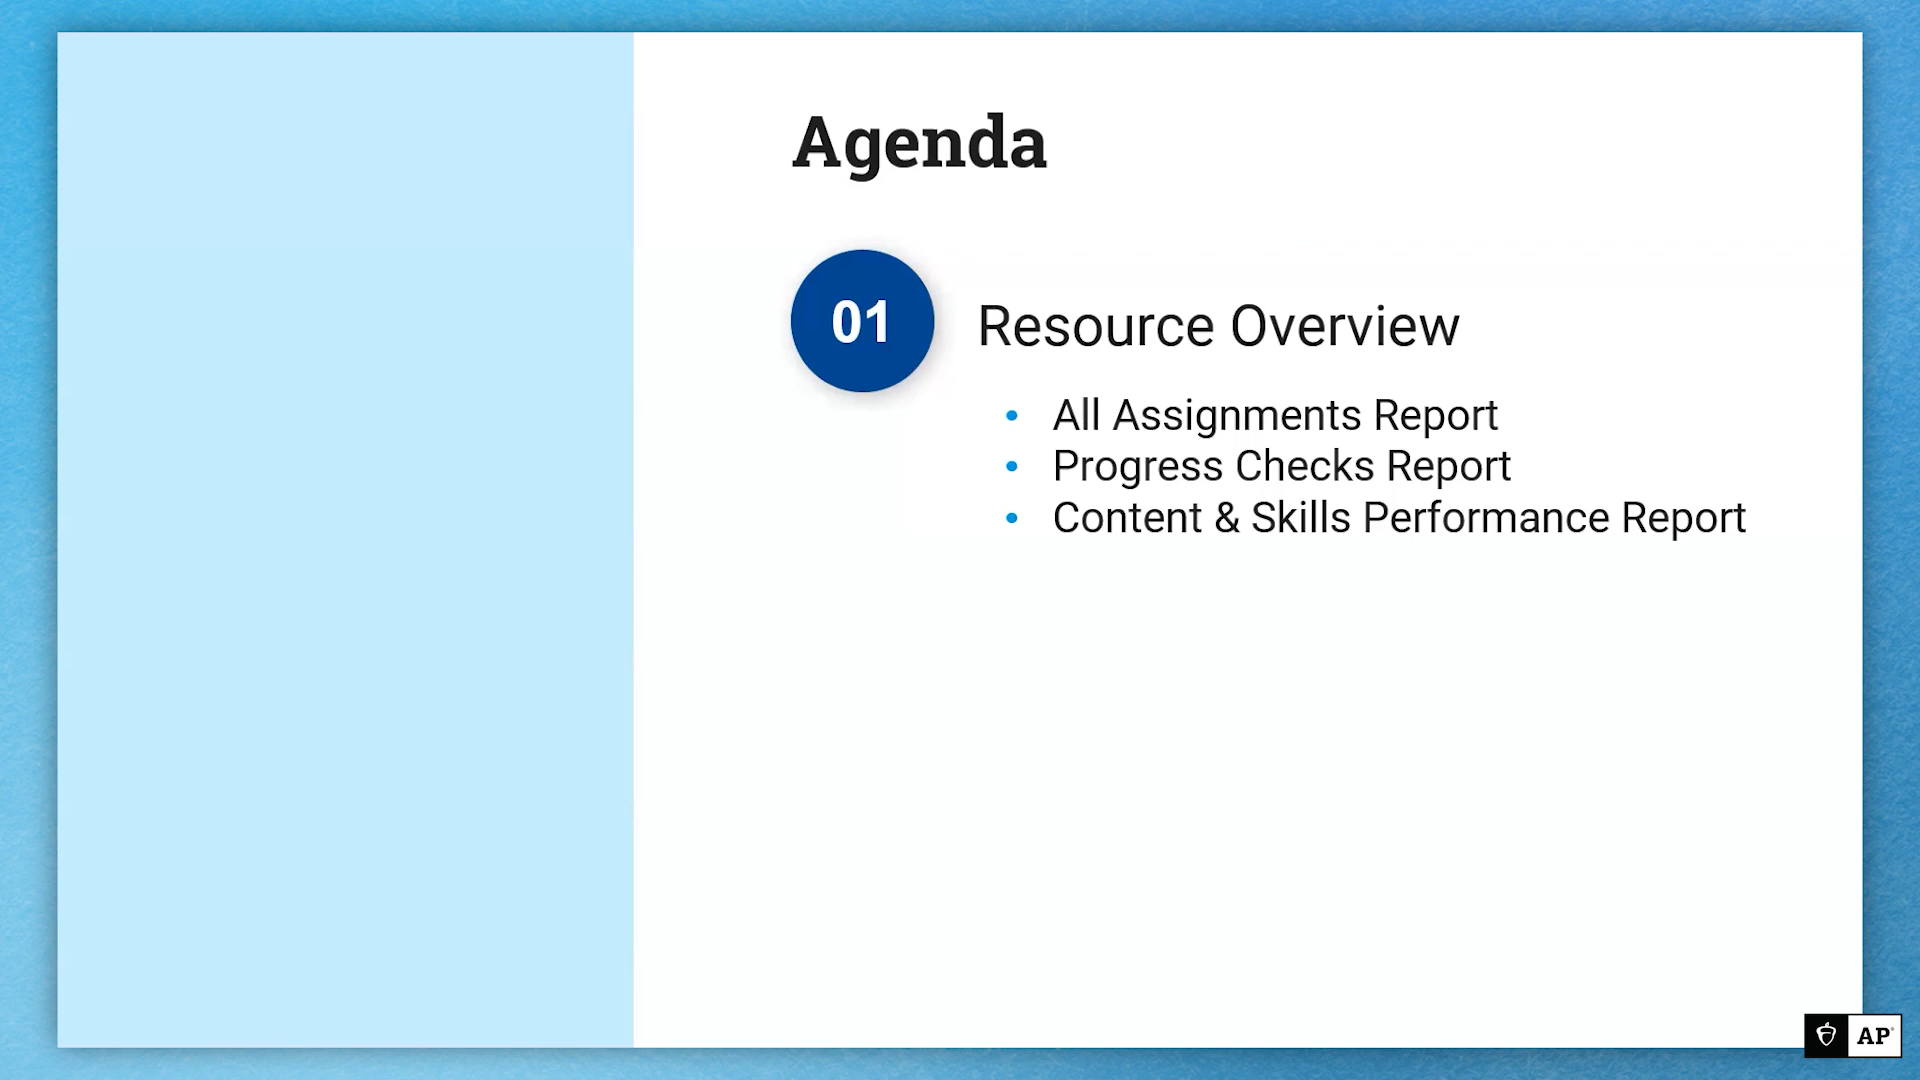 Agenda
01
Resource Overview
• All Assignments Report
• Progress Checks Report
• Content & Skills Performance Report
AP®